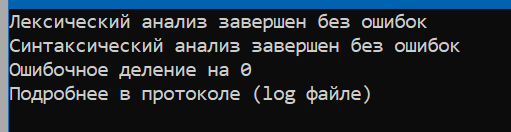 Лексический анализ завершен без ошибок
Синтаксический анализ завершен без ошибок
Ошибочное деление на 0
Подробнее в протоколе (log файле)